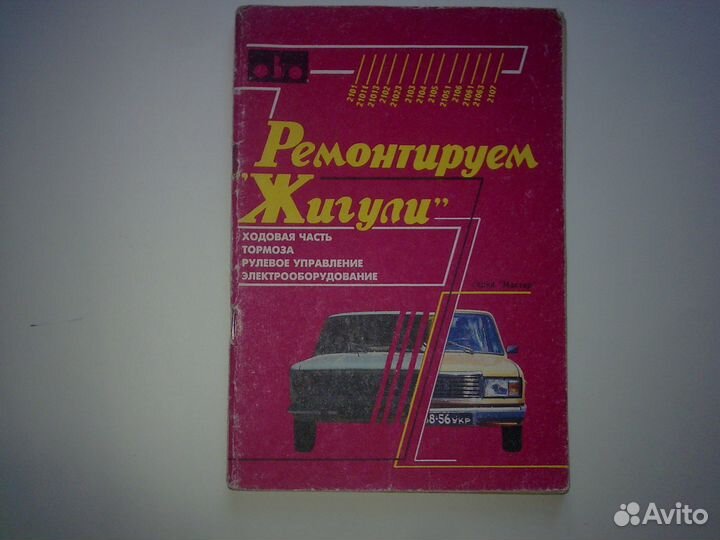 2101 21011 21013 2102 21023 2103 2104 2105 21051 2106 21061 21063 2107
Ремонтируем
"Жигули"
ХОДОВАЯ ЧАСТЬ
ТОРМОЗА
РУЛЕВОЕ УПРАВЛЕНИЕ
ЭЛЕКТРООБОРУДОВАНИЕ
"Мастер"
8-56 УКР
Avito